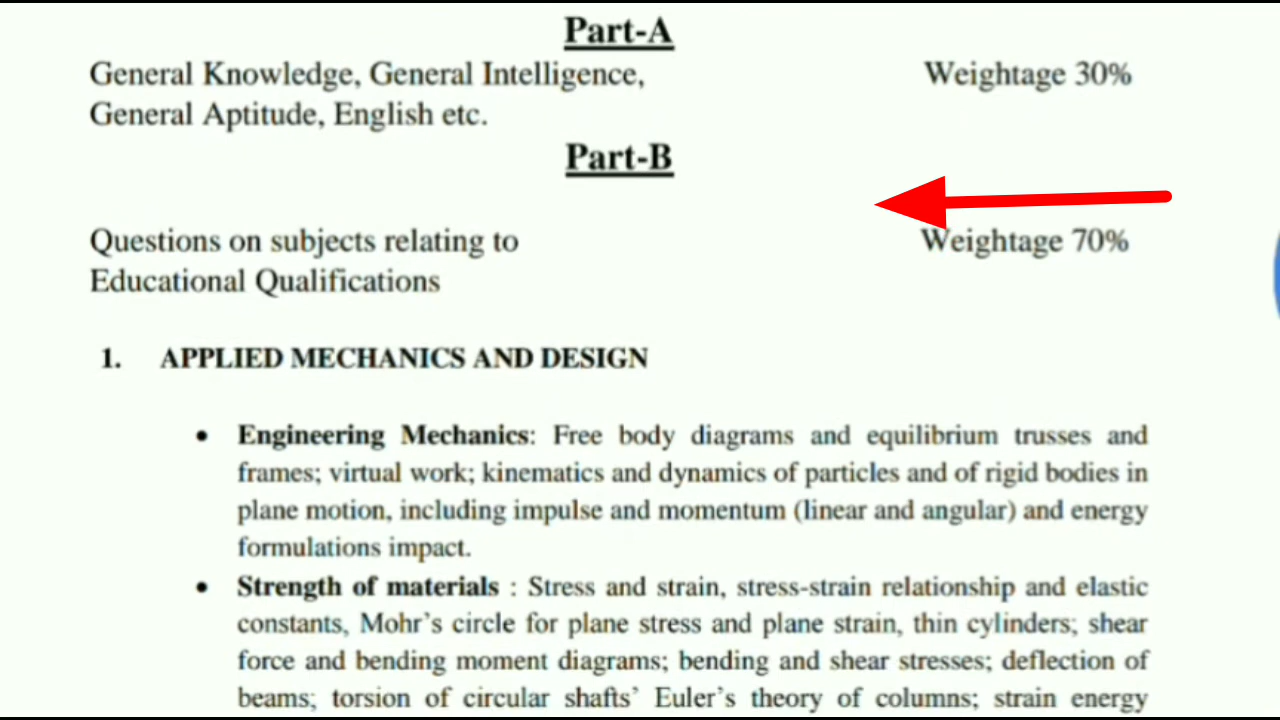 Part-A
General Knowledge, General Intelligence, Weightage 30%
General Aptitude, English etc.
Part-B
Questions on subjects relating to Weightage 70%
Educational Qualifications
1. APPLIED MECHANICS AND DESIGN
• Engineering Mechanics: Free body diagrams and equilibrium trusses and
frames; virtual work; kinematics and dynamics of particles and of rigid bodies in
plane motion, including impulse and momentum (linear and angular) and energy
formulations impact.
• Strength of materials : Stress and strain, stress-strain relationship and elastic
constants, Mohr's circle for plane stress and plane strain, thin cylinders; shear
force and bending moment diagrams; bending and shear stresses; deflection of
beams; torsion of circular shafts' Euler's theory of columns; strain energy